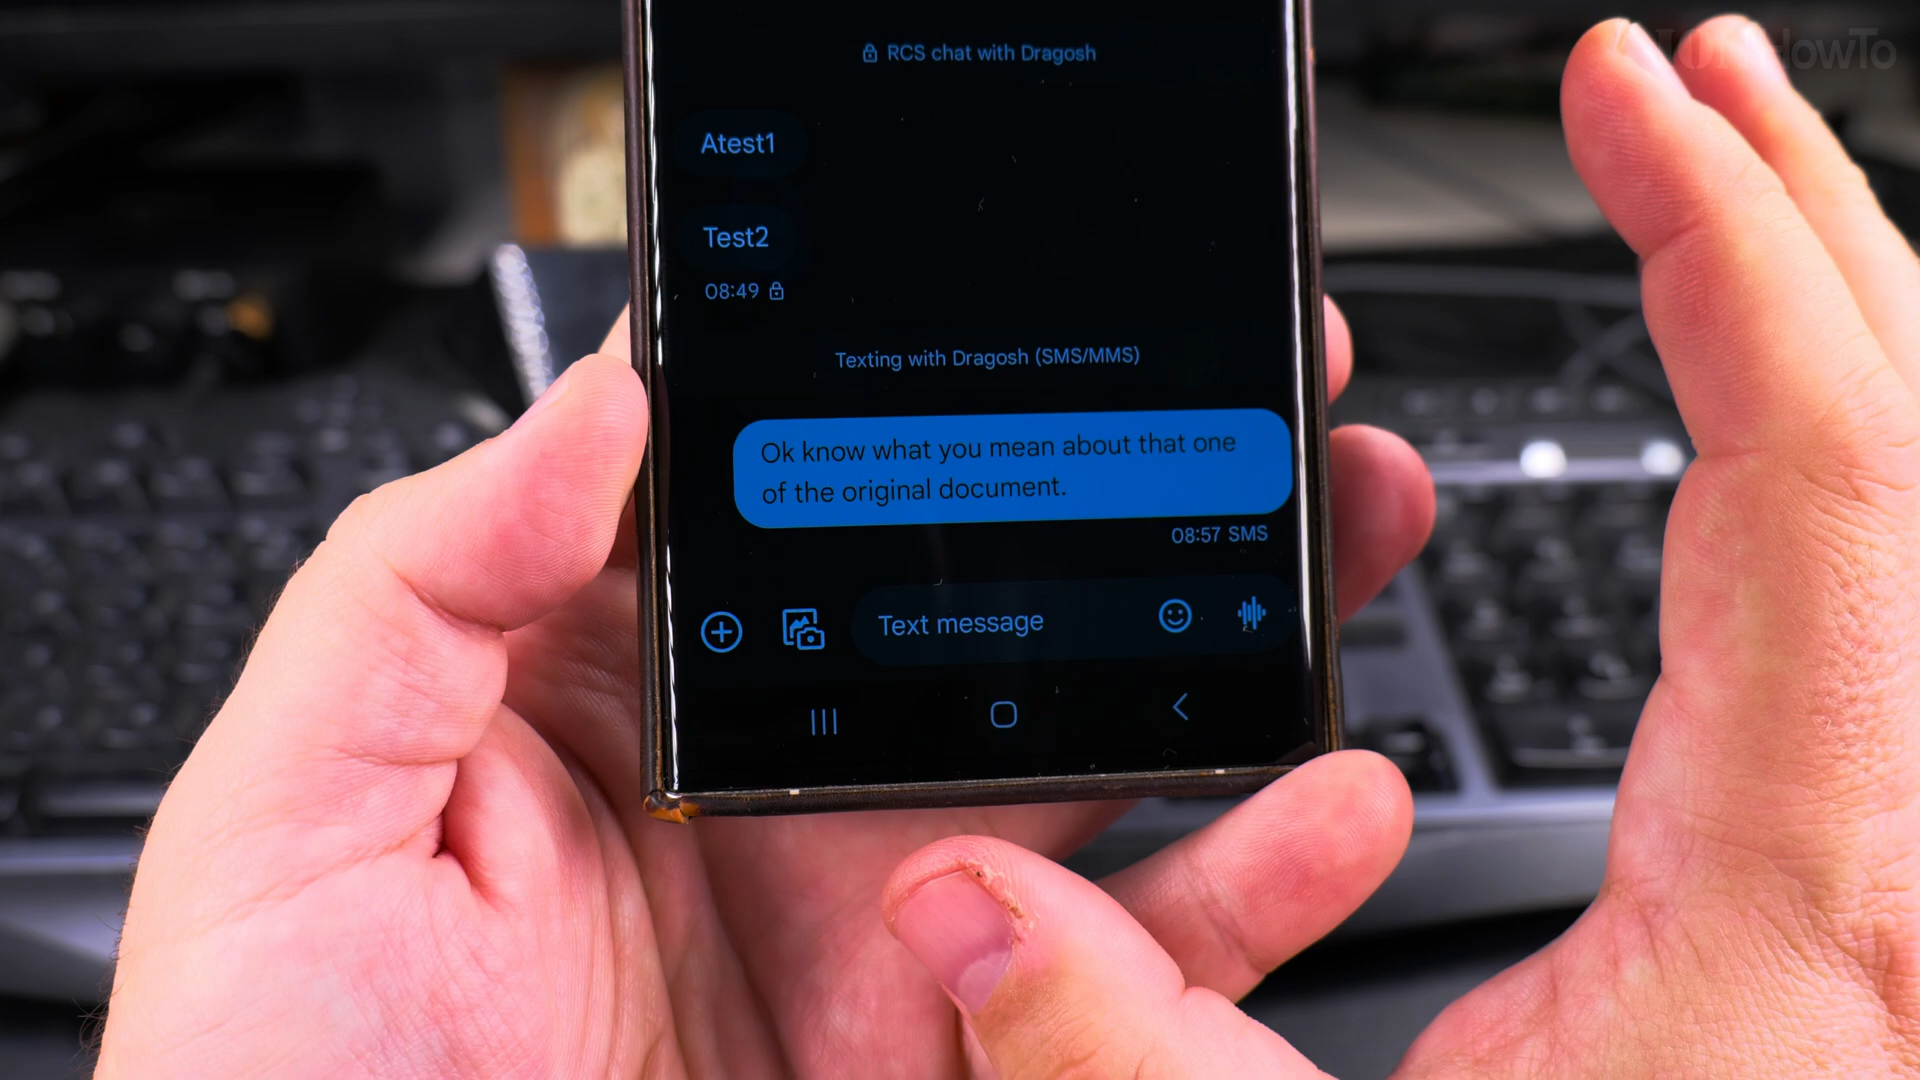 RCS chat with Dragosh
Atest1
Test2
08:49
Texting with Dragosh (SMS/MMS)
Ok know what you mean about that one
of the original document.
08:57 SMS
Text message